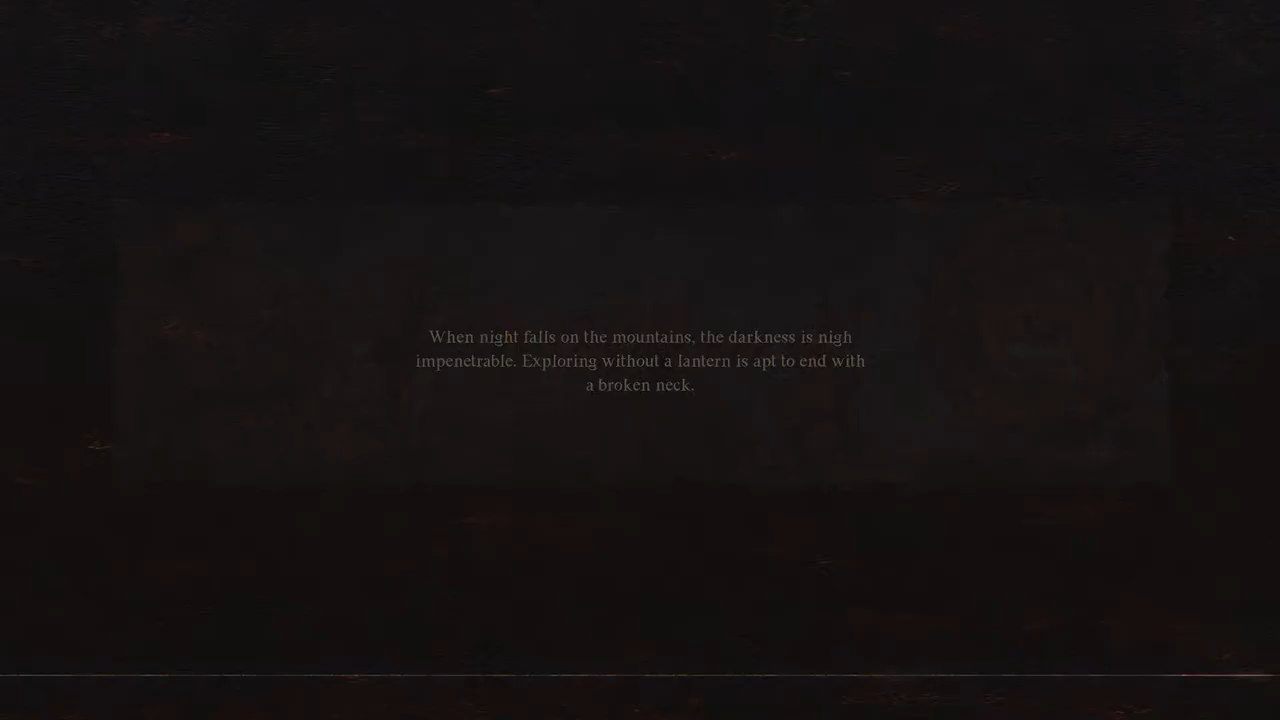 When night falls on the mountains, the darkness is nigh
impenetrable. Exploring without a lantern is apt to end with
a broken neck.